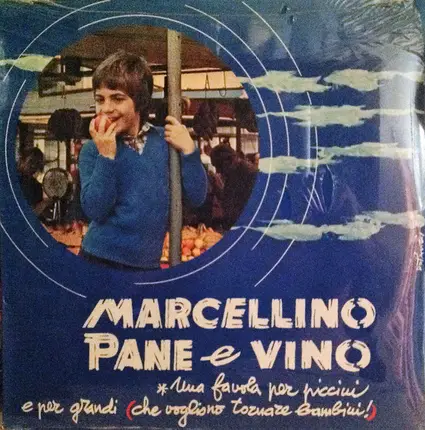 MARCELLINO
PANE e VINO
*una favola per piccini
e per grandi (che vogliono tornare bambini!)